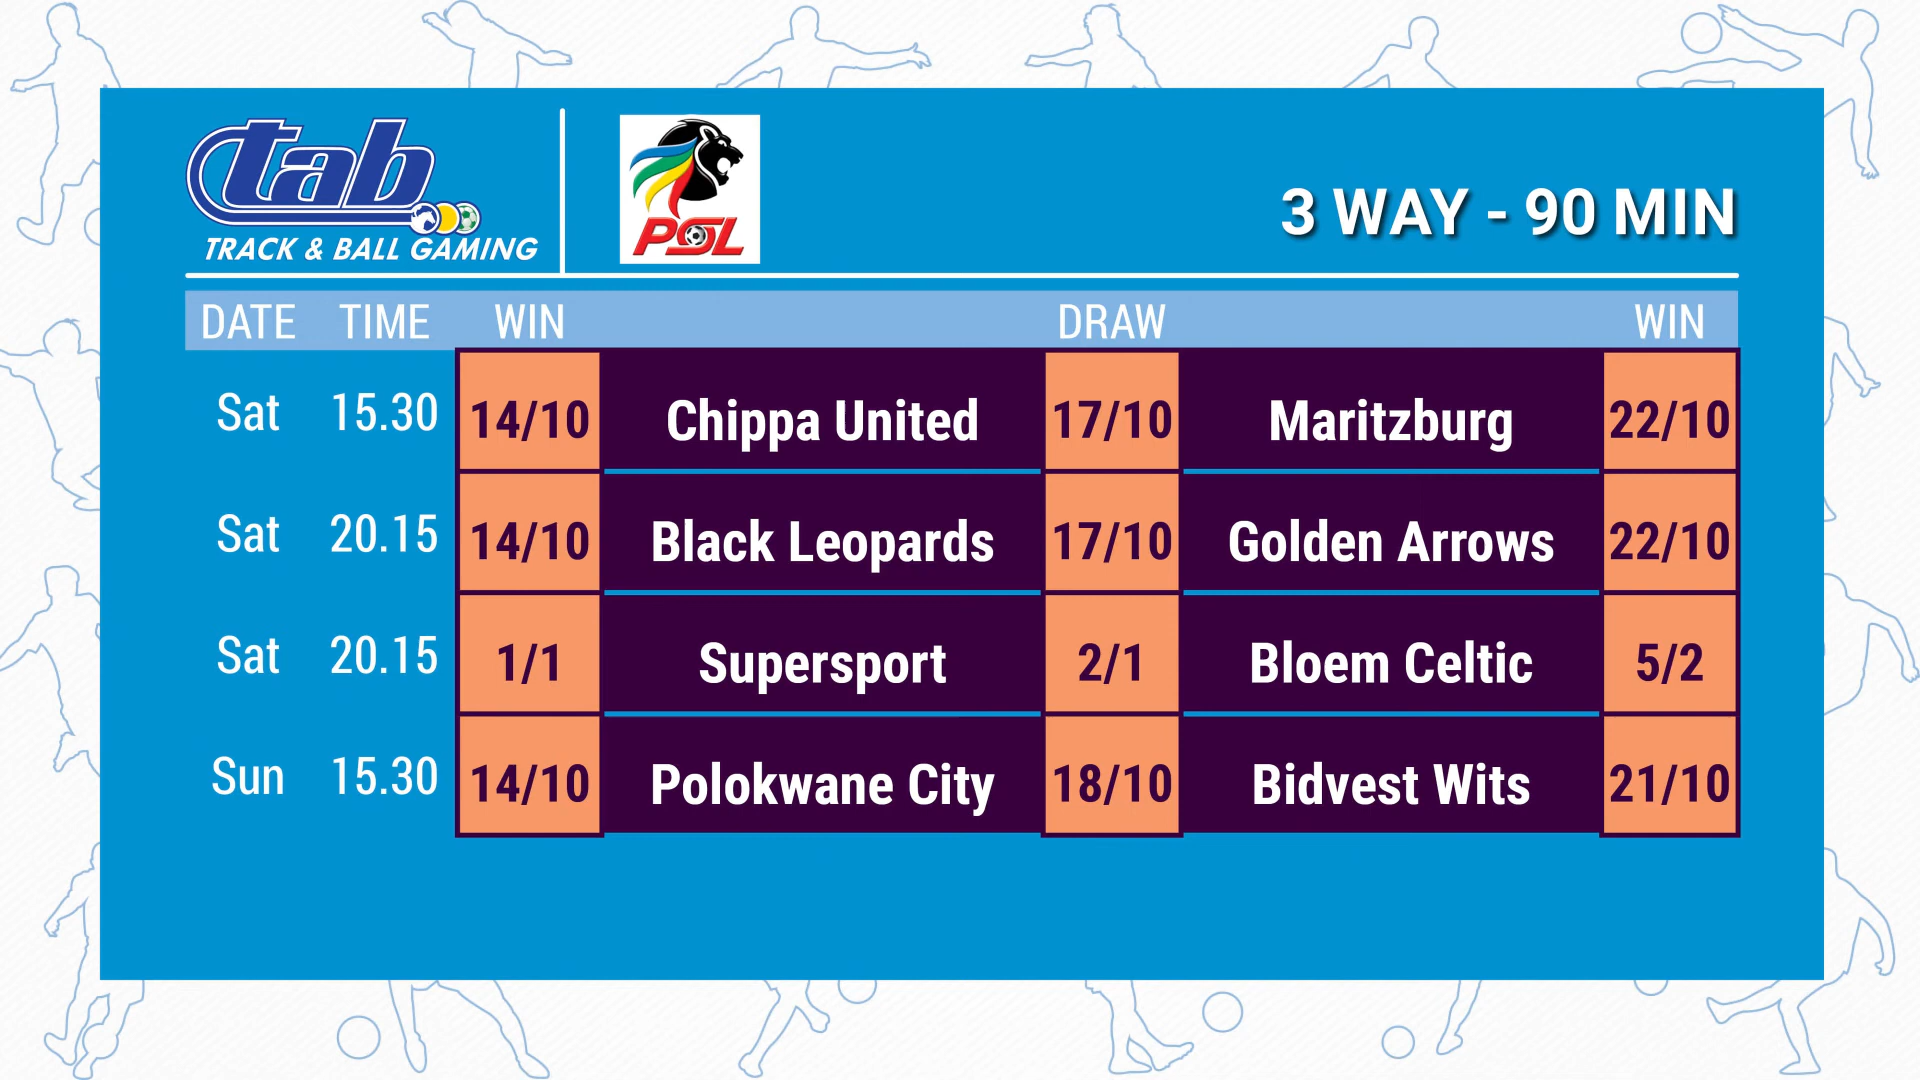 tab
TRACK & BALL GAMING
PSL
3 WAY - 90 MIN
DATE TIME WIN DRAW WIN
Sat 15.30 14/10 Chippa United 17/10 Maritzburg 22/10
Sat 20.15 14/10 Black Leopards 17/10 Golden Arrows 22/10
Sat 20.15 1/1 Supersport 2/1 Bloem Celtic 5/2
Sun 15.30 14/10 Polokwane City 18/10 Bidvest Wits 21/10